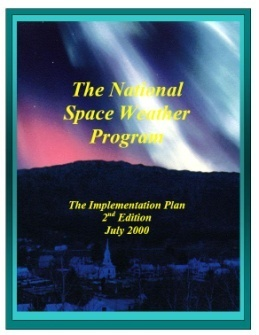 The National
Space Weather
Program
The Implementation Plan
2nd Edition
July 2000